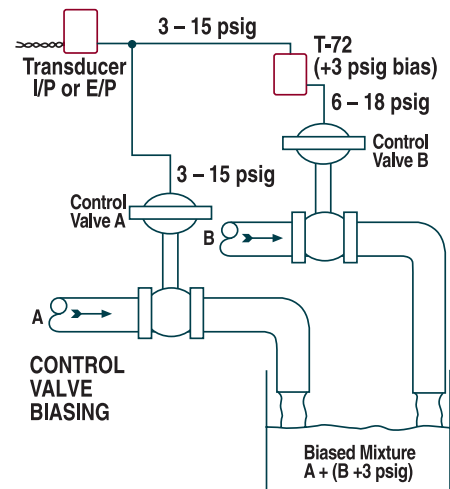 3 – 15 psig
Transducer
I/P or E/P
T-72
(+3 psig bias)
6 – 18 psig
Control
Valve B
3 – 15 psig
Control
Valve A
B
A
CONTROL
VALVE
BIASING
Biased Mixture
A + (B +3 psig)